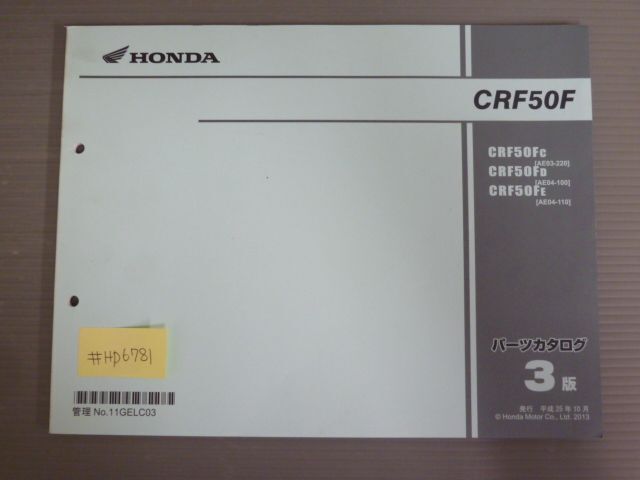 HONDA
CRF50F
CRF50FC
[AE03-220]
CRF50FD
[AE04-100]
CRF50FE
[AE04-110]
パーツカタログ
3版
発行 平成25年10月
© Honda Motor Co., Ltd. 2013
#HD6781
管理 No.11GELC03